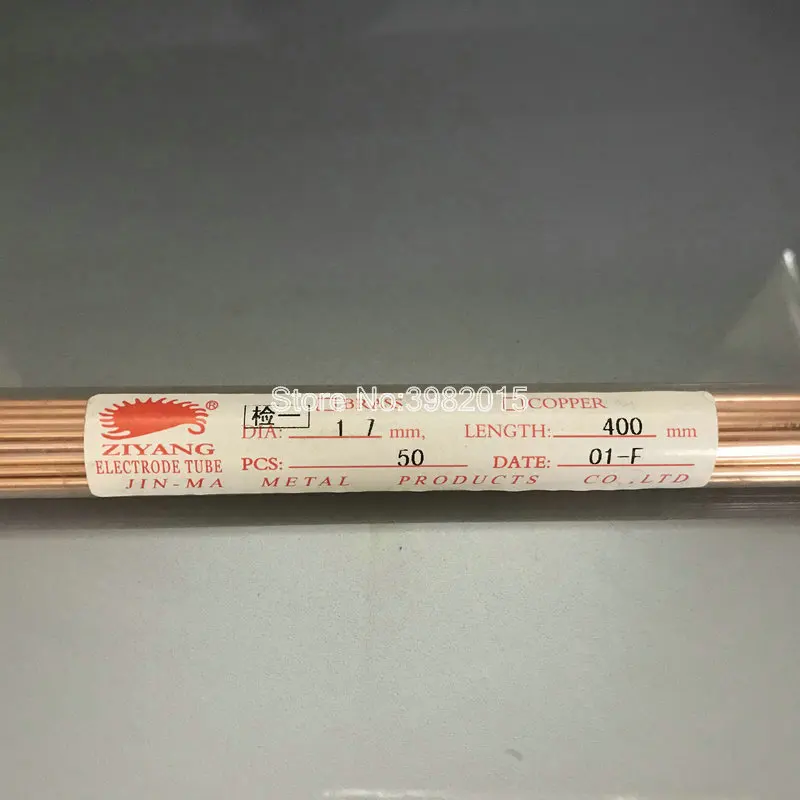 Store No:3982015
BRASS COPPER
检一
DIA: 1 7 mm, LENGTH: 400 mm
PCS: 50 DATE: 01-F
®
ZIYANG
ELECTRODE TUBE
JIN-MA METAL PRODUCTS CO.,LTD